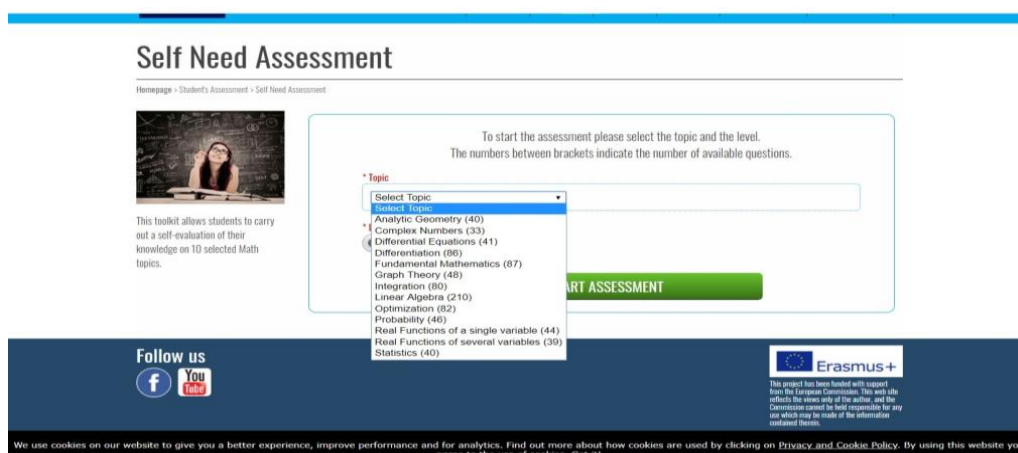 Self Need Assessment
Homepage > Student's Assessment > Self Need Assessment
This toolkit allows students to carry
out a self-evaluation of their
knowledge on 10 selected Math
topics.
To start the assessment please select the topic and the level.
The numbers between brackets indicate the number of available questions.
* Topic
Select Topic
Select Topic
Analytic Geometry (40)
Complex Numbers (33)
Differential Equations (41)
Differentiation (86)
Fundamental Mathematics (87)
Graph Theory (48)
Integration (80)
Linear Algebra (210)
Optimization (82)
Probability (46)
Real Functions of a single variable (44)
Real Functions of several variables (39)
Statistics (40)
ART ASSESSMENT
Follow us
f
You
Tube
Erasmus+
This project has been funded with support
from the European Commission. This web site
reflects the views only of the author, and the
Commission cannot be held responsible for any
use which may be made of the information
contained therein.
We use cookies on our website to give you a better experience, improve performance and for analytics. Find out more about how cookies are used by clicking on Privacy and Cookie Policy. By using this website yo